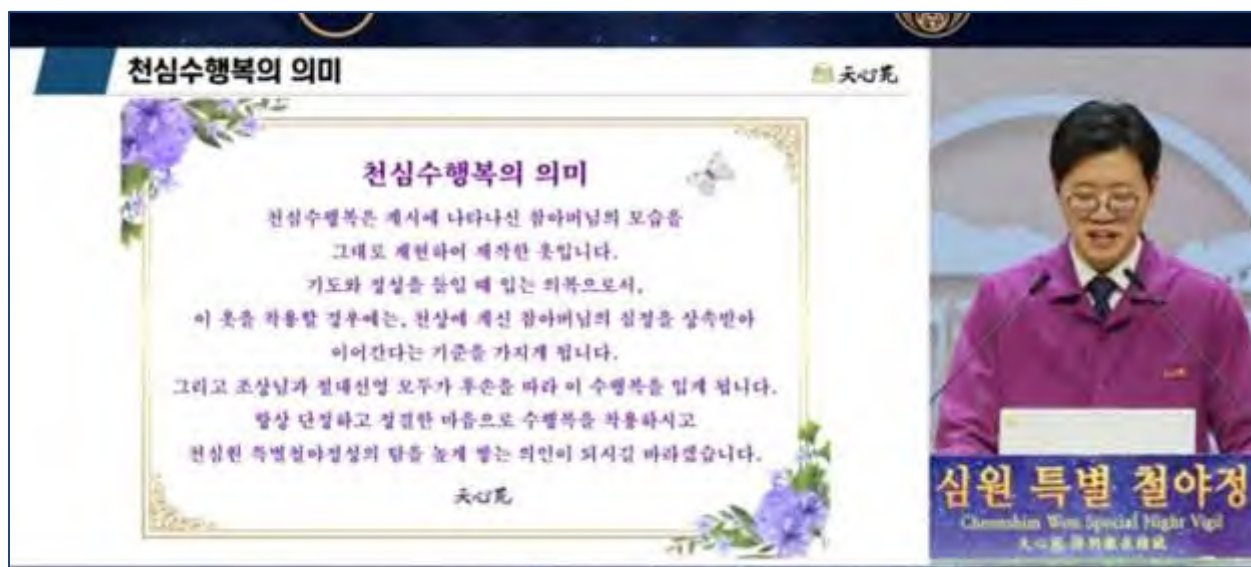 천심수행복의 의미
天心苑
천심수행복의 의미
천심수행복은 계시에 나타나신 참아버님의 모습을
그대로 재현하여 제작한 옷입니다.
기도와 정성을 들일 때 입는 의복으로서,
이 옷을 착용할 경우에는, 천상에 계신 참아버님의 심정을 상속받아
이어간다는 기준을 가지게 됩니다.
그리고 조상님과 절대선영 모두가 후손을 따라 이 수행복을 입게 됩니다.
항상 단정하고 정결한 마음으로 수행복을 착용하시고
천심원 특별철야정성의 탑을 높게 쌓는 의인이 되시길 바라겠습니다.
天心苑
심원 특별 철야정
Cheonshim Won Special Night Vigil
天心苑 特別徹夜精誠